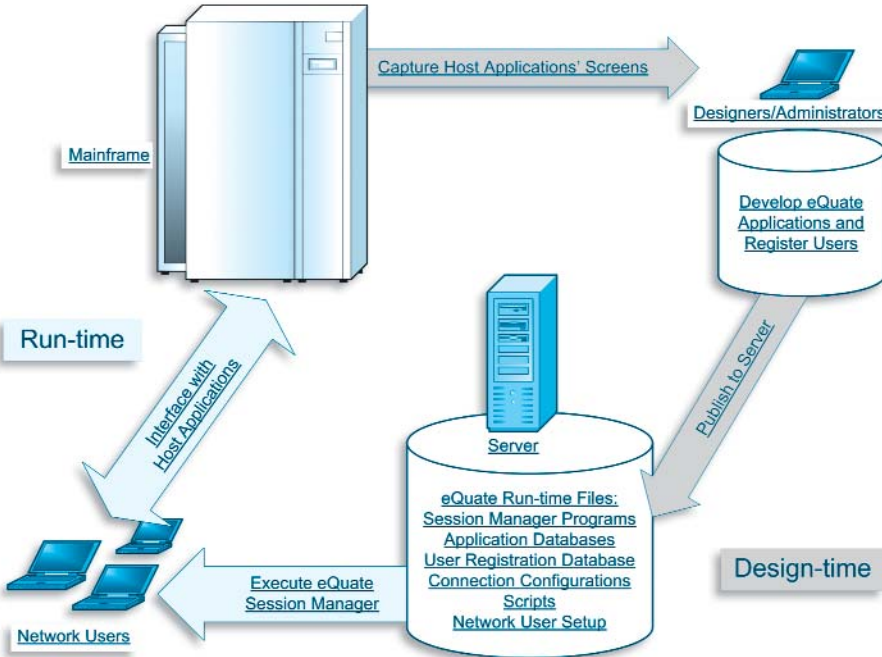 Capture Host Applications' Screens
Designers/Administrators
Mainframe
Develop eQuate
Applications and
Register Users
Run-time
Interface with
Host Applications
Publish to Server
Server
eQuate Run-time Files:
Session Manager Programs
Application Databases
User Registration Database
Connection Configurations
Scripts
Network User Setup
Design-time
Execute eQuate
Session Manager
Network Users